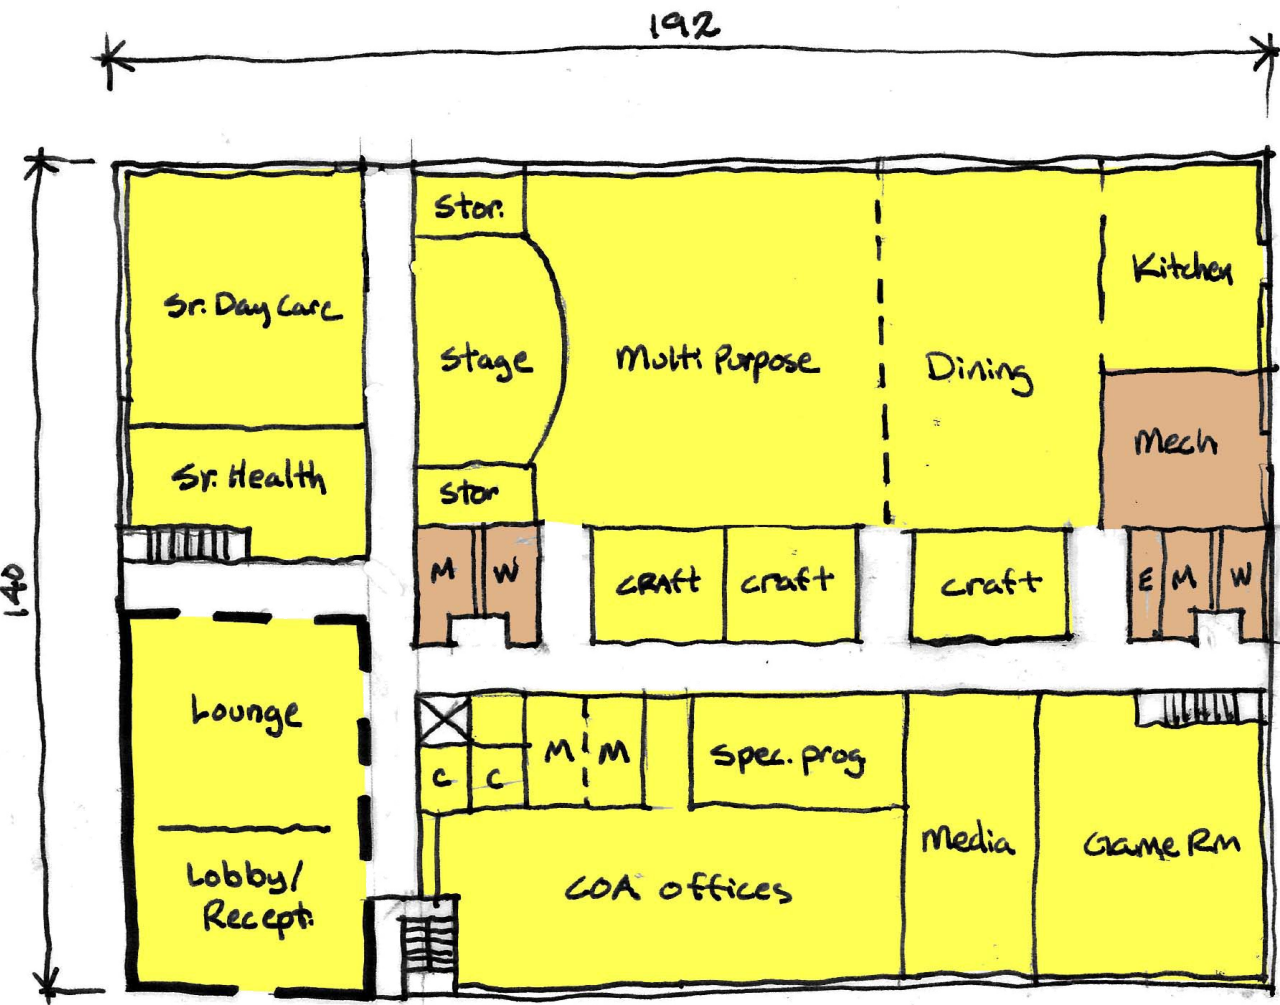 192
140
Stor.
Sr. Day Care
Kitchen
Stage
Multi Purpose
Dining
Mech
Sr. Health
Stor
M
W
CRAft
craft
craft
E
M
W
Lounge
M
M
Spec. prog
C
C
Media
Game Rm
Lobby/
Recept.
COA offices